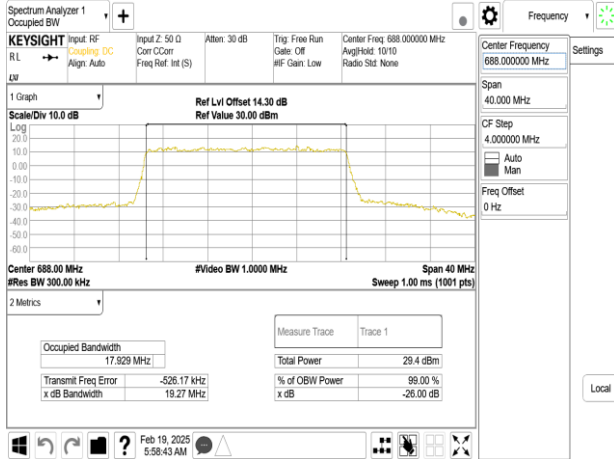 Spectrum Analyzer 1
Occupied BW
+
Frequency
KEYSIGHT
RL
LXI
Input: RF
Coupling: DC
Align: Auto
Input Z: 50 Ω
Corr CCorr
Freq Ref: Int (S)
Atten: 30 dB
Trig: Free Run
Gate: Off
#IF Gain: Low
Center Freq: 688.000000 MHz
Avg|Hold: 10/10
Radio Std: None
Center Frequency
688.000000 MHz
Settings
Span
40.000 MHz
CF Step
4.000000 MHz
Auto
Man
Freq Offset
0 Hz
Local
1 Graph
Scale/Div 10.0 dB
Ref Lvl Offset 14.30 dB
Ref Value 30.00 dBm
Log
20.0
10.0
0.00
-10.0
-20.0
-30.0
-40.0
-50.0
-60.0
Center 688.00 MHz
#Video BW 1.0000 MHz
Span 40 MHz
#Res BW 300.00 kHz
Sweep 1.00 ms (1001 pts)
2 Metrics
Measure Trace Trace 1
Occupied Bandwidth
17.929 MHz
Total Power 29.4 dBm
Transmit Freq Error -526.17 kHz
% of OBW Power 99.00 %
x dB Bandwidth 19.27 MHz
x dB -26.00 dB
?
Feb 19, 2025
5:58:43 AM